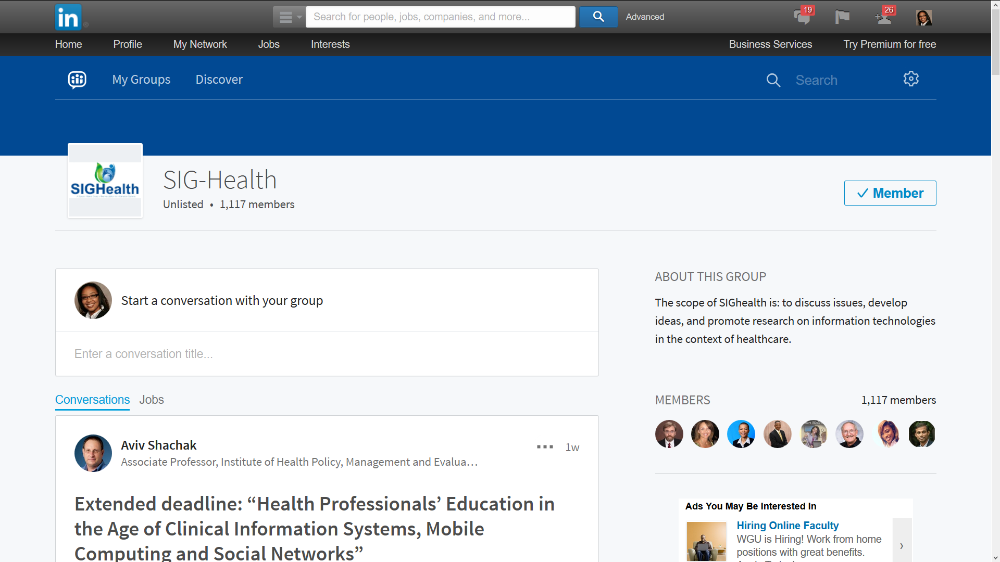 in
Search for people, jobs, companies, and more...
Advanced
19
26
Home
Profile
My Network
Jobs
Interests
Business Services
Try Premium for free
My Groups
Discover
Search
SIGHealth
SIG-Health
Unlisted • 1,117 members
Member
Start a conversation with your group
Enter a conversation title...
Conversations
Jobs
Aviv Shachak
1w
Associate Professor, Institute of Health Policy, Management and Evalua…
Extended deadline: “Health Professionals’ Education in
the Age of Clinical Information Systems, Mobile
Computing and Social Networks”
ABOUT THIS GROUP
The scope of SIGhealth is: to discuss issues, develop
ideas, and promote research on information technologies
in the context of healthcare.
MEMBERS
1,117 members
Ads You May Be Interested In
Hiring Online Faculty
WGU is Hiring! Work from home
positions with great benefits.